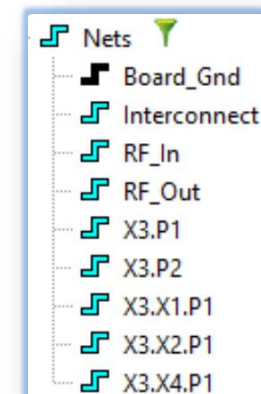 Nets
Board_Gnd
Interconnect
RF_In
RF_Out
X3.P1
X3.P2
X3.X1.P1
X3.X2.P1
X3.X4.P1